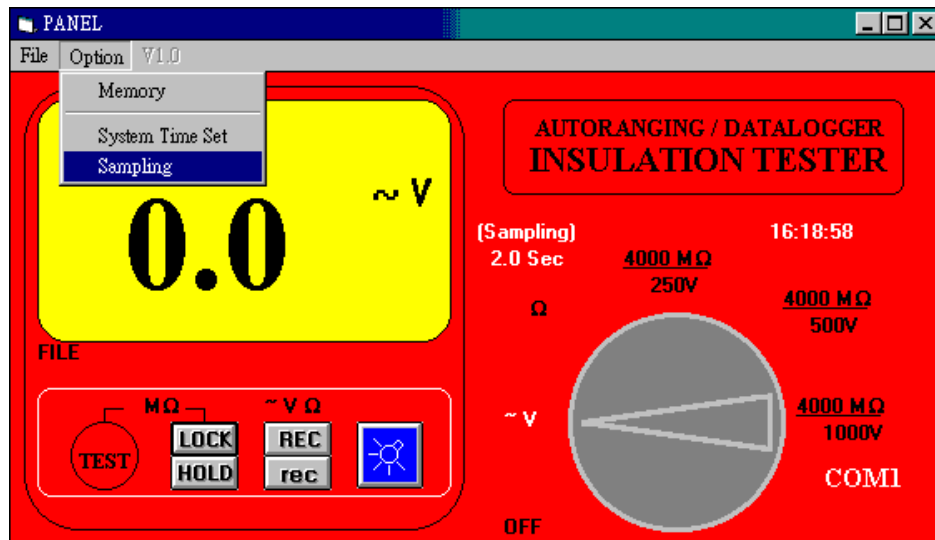 PANEL
File Option V1.0
Memory
System Time Set
Sampling
~ V
0.0
FILE
MΩ
~ V Ω
TEST
LOCK
HOLD
REC
rec
AUTORANGING / DATALOGGER
INSULATION TESTER
(Sampling)
2.0 Sec
16:18:58
4000 MΩ
250V
Ω
4000 MΩ
500V
~ V
4000 MΩ
1000V
COM1
OFF